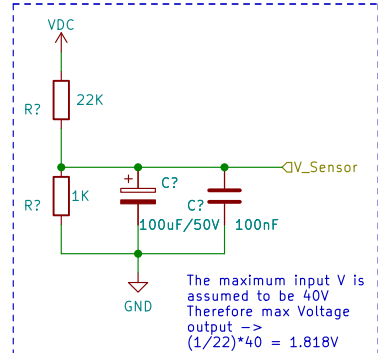 VDC
22K
R?
V_Sensor
C?
1K
R?
C?
100uF/50V
100nF
GND
The maximum input V is
assumed to be 40V
Therefore max Voltage
output ->
(1/22)*40 = 1.818V